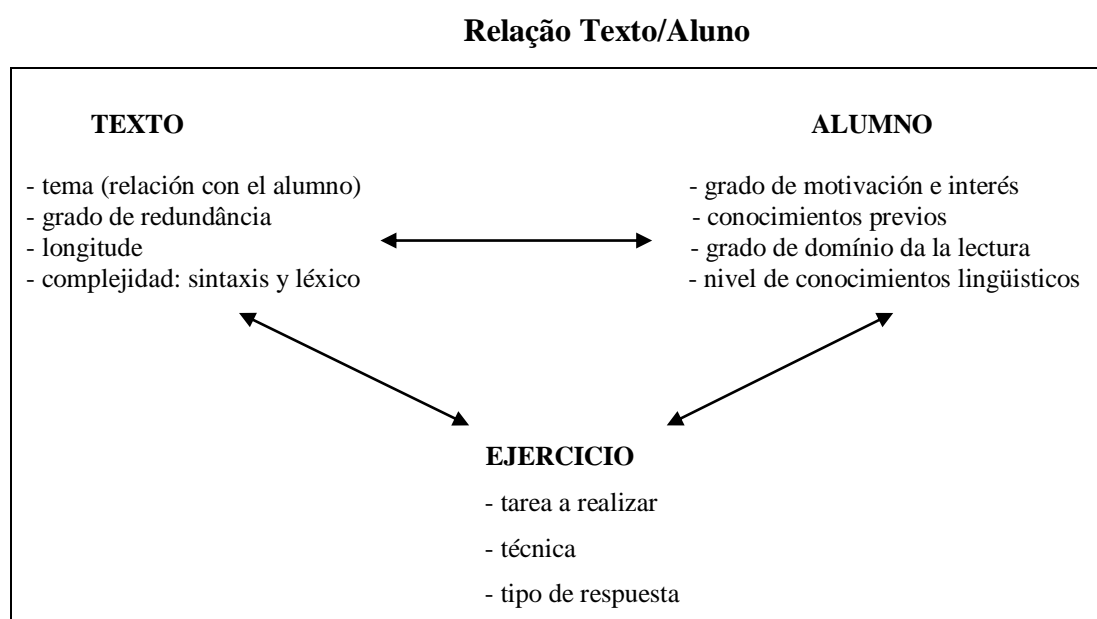 Relação Texto/Aluno
TEXTO
- tema (relación con el alumno)
- grado de redundância
- longitude
- complejidad: sintaxis y léxico
ALUMNO
- grado de motivación e interés
- conocimientos previos
- grado de domínio da la lectura
- nivel de conocimientos lingüisticos
EJERCICIO
- tarea a realizar
- técnica
- tipo de respuesta